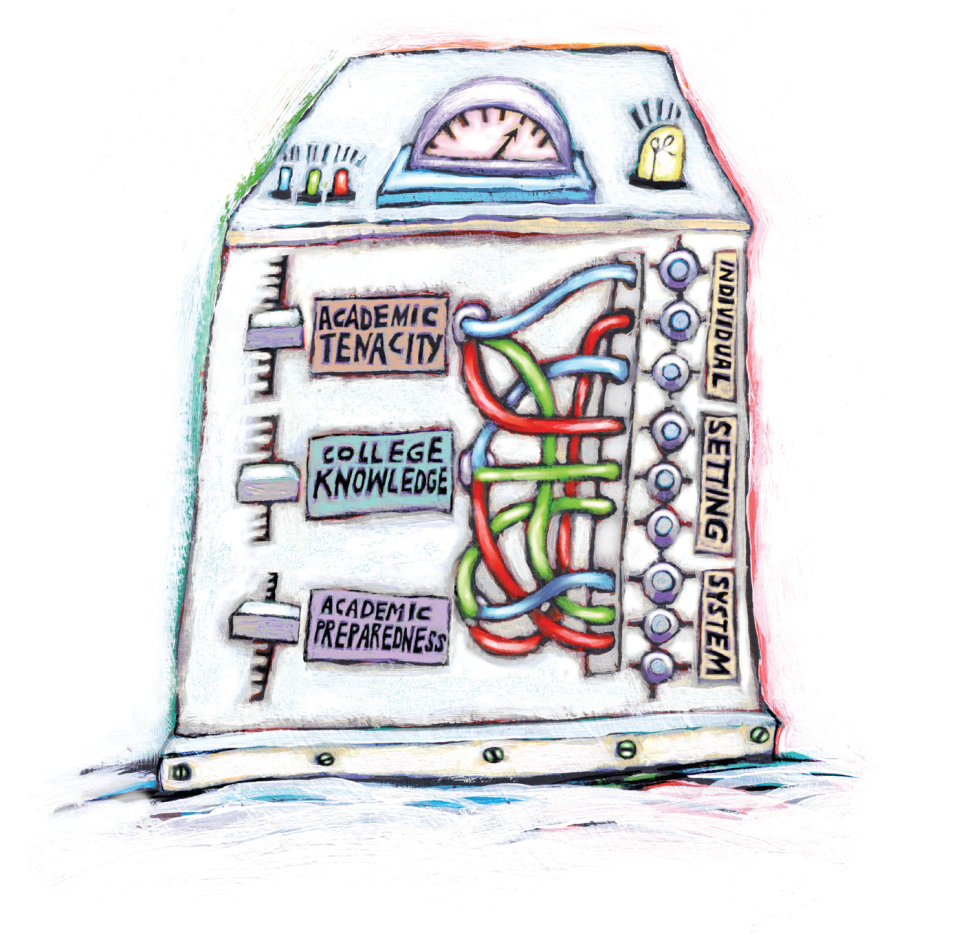 ACADEMIC
TENACITY
COLLEGE
KNOWLEDGE
ACADEMIC
PREPAREDNESS
INDIVIDUAL
SETTING
SYSTEM